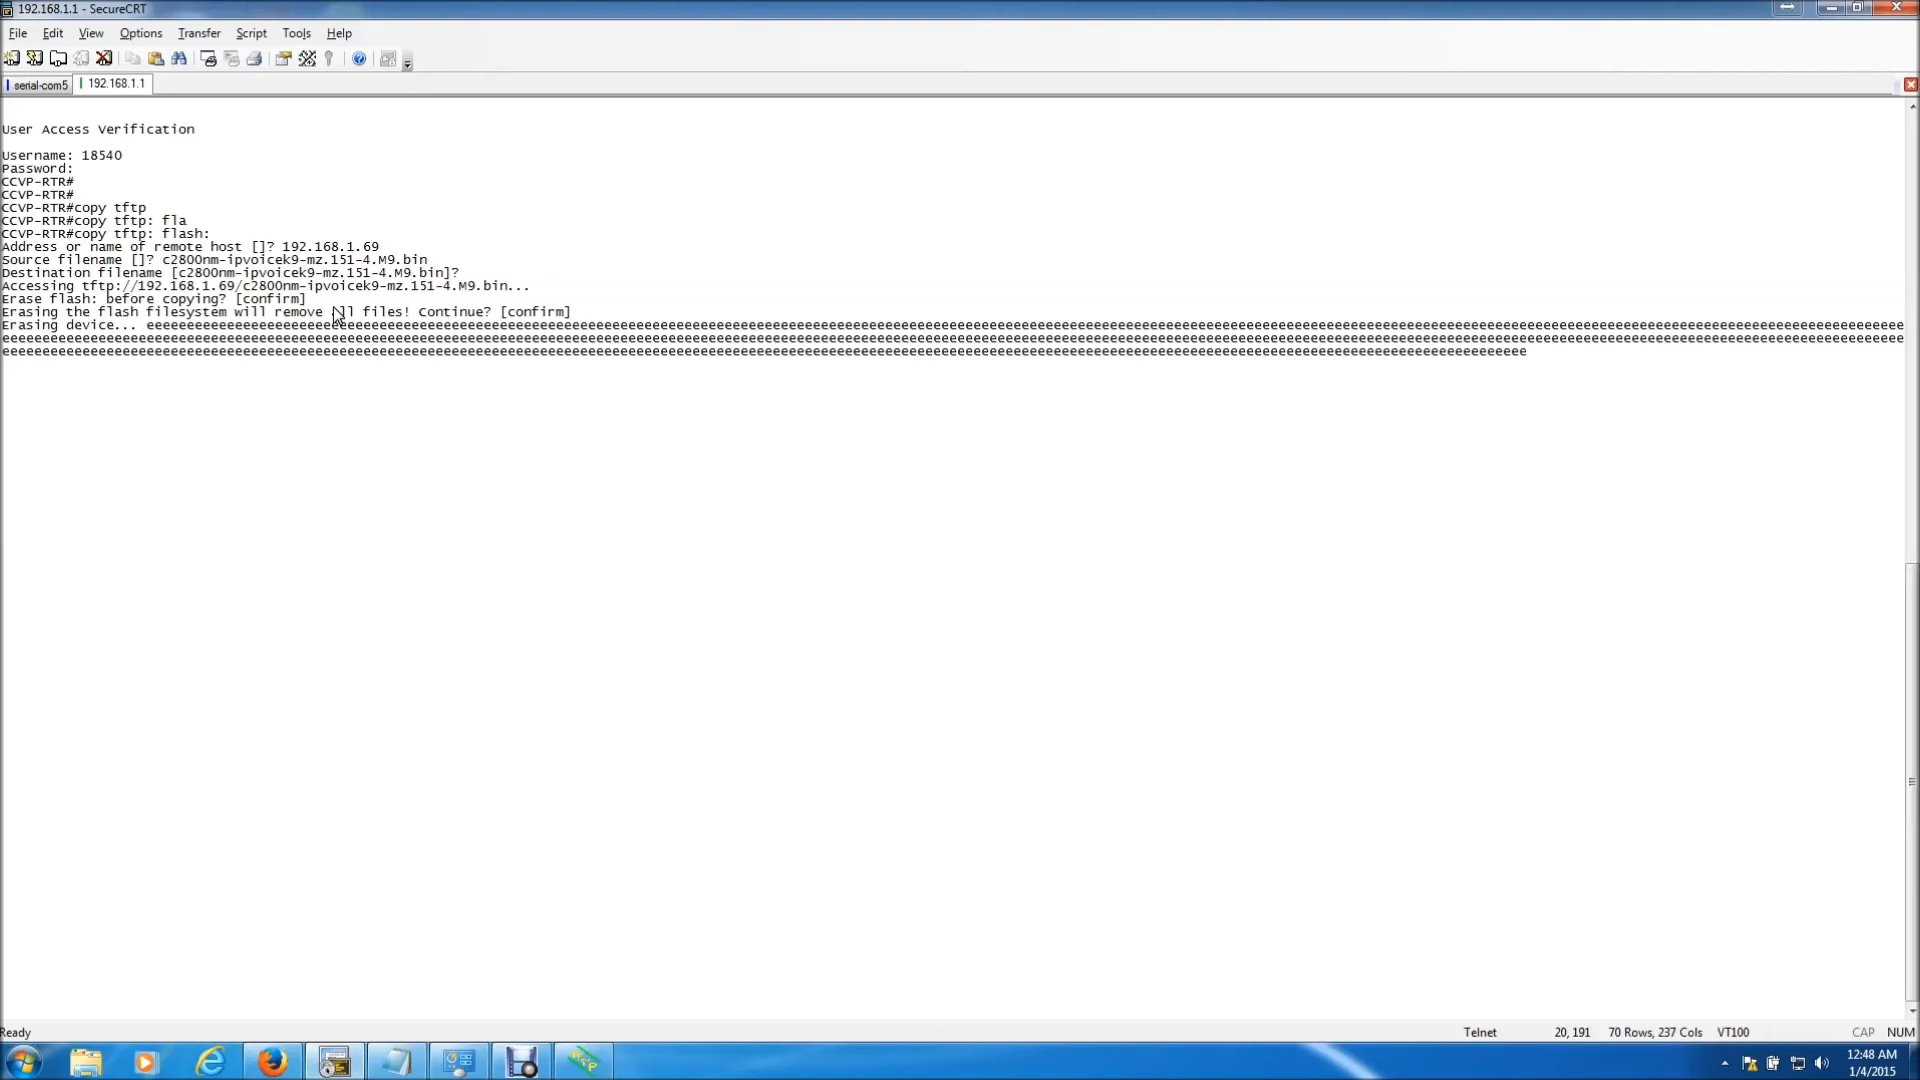 192.168.1.1 - SecureCRT
File Edit View Options Transfer Script Tools Help
serial-com5 192.168.1.1
User Access Verification
Username: 18540
Password:
CCVP-RTR#
CCVP-RTR#
CCVP-RTR#copy tftp
CCVP-RTR#copy tftp: fla
CCVP-RTR#copy tftp: flash:
Address or name of remote host []? 192.168.1.69
Source filename []? c2800nm-ipvoicek9-mz.151-4.M9.bin
Destination filename [c2800nm-ipvoicek9-mz.151-4.M9.bin]?
Accessing tftp://192.168.1.69/c2800nm-ipvoicek9-mz.151-4.M9.bin...
Erase flash: before copying? [confirm]
Erasing the flash filesystem will remove all files! Continue? [confirm]
Erasing device...
Ready Telnet 20, 191 70 Rows, 237 Cols VT100 CAP NUM
12:48 AM
1/4/2015